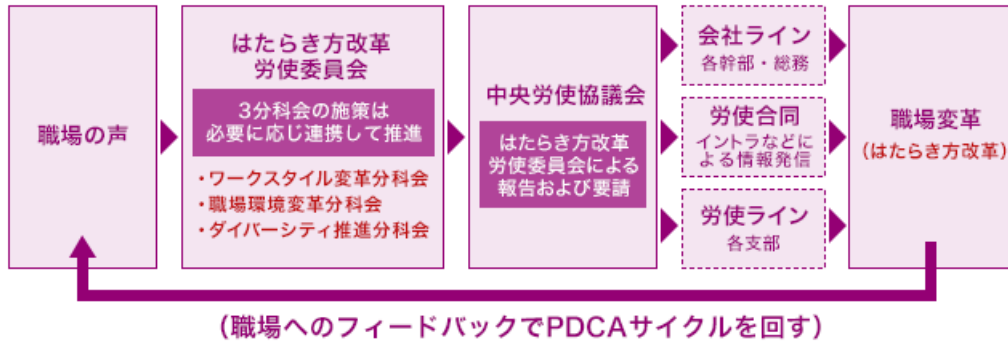 職場の声
はたらき方改革
労使委員会
3分科会の施策は
必要に応じ連携して推進
・ワークスタイル変革分科会
・職場環境変革分科会
・ダイバーシティ推進分科会
中央労使協議会
はたらき方改革
労使委員会による
報告および要請
会社ライン
各幹部・総務
労使合同
イントラなどに
よる情報発信
労使ライン
各支部
職場変革
(はたらき方改革)
(職場へのフィードバックでPDCAサイクルを回す)